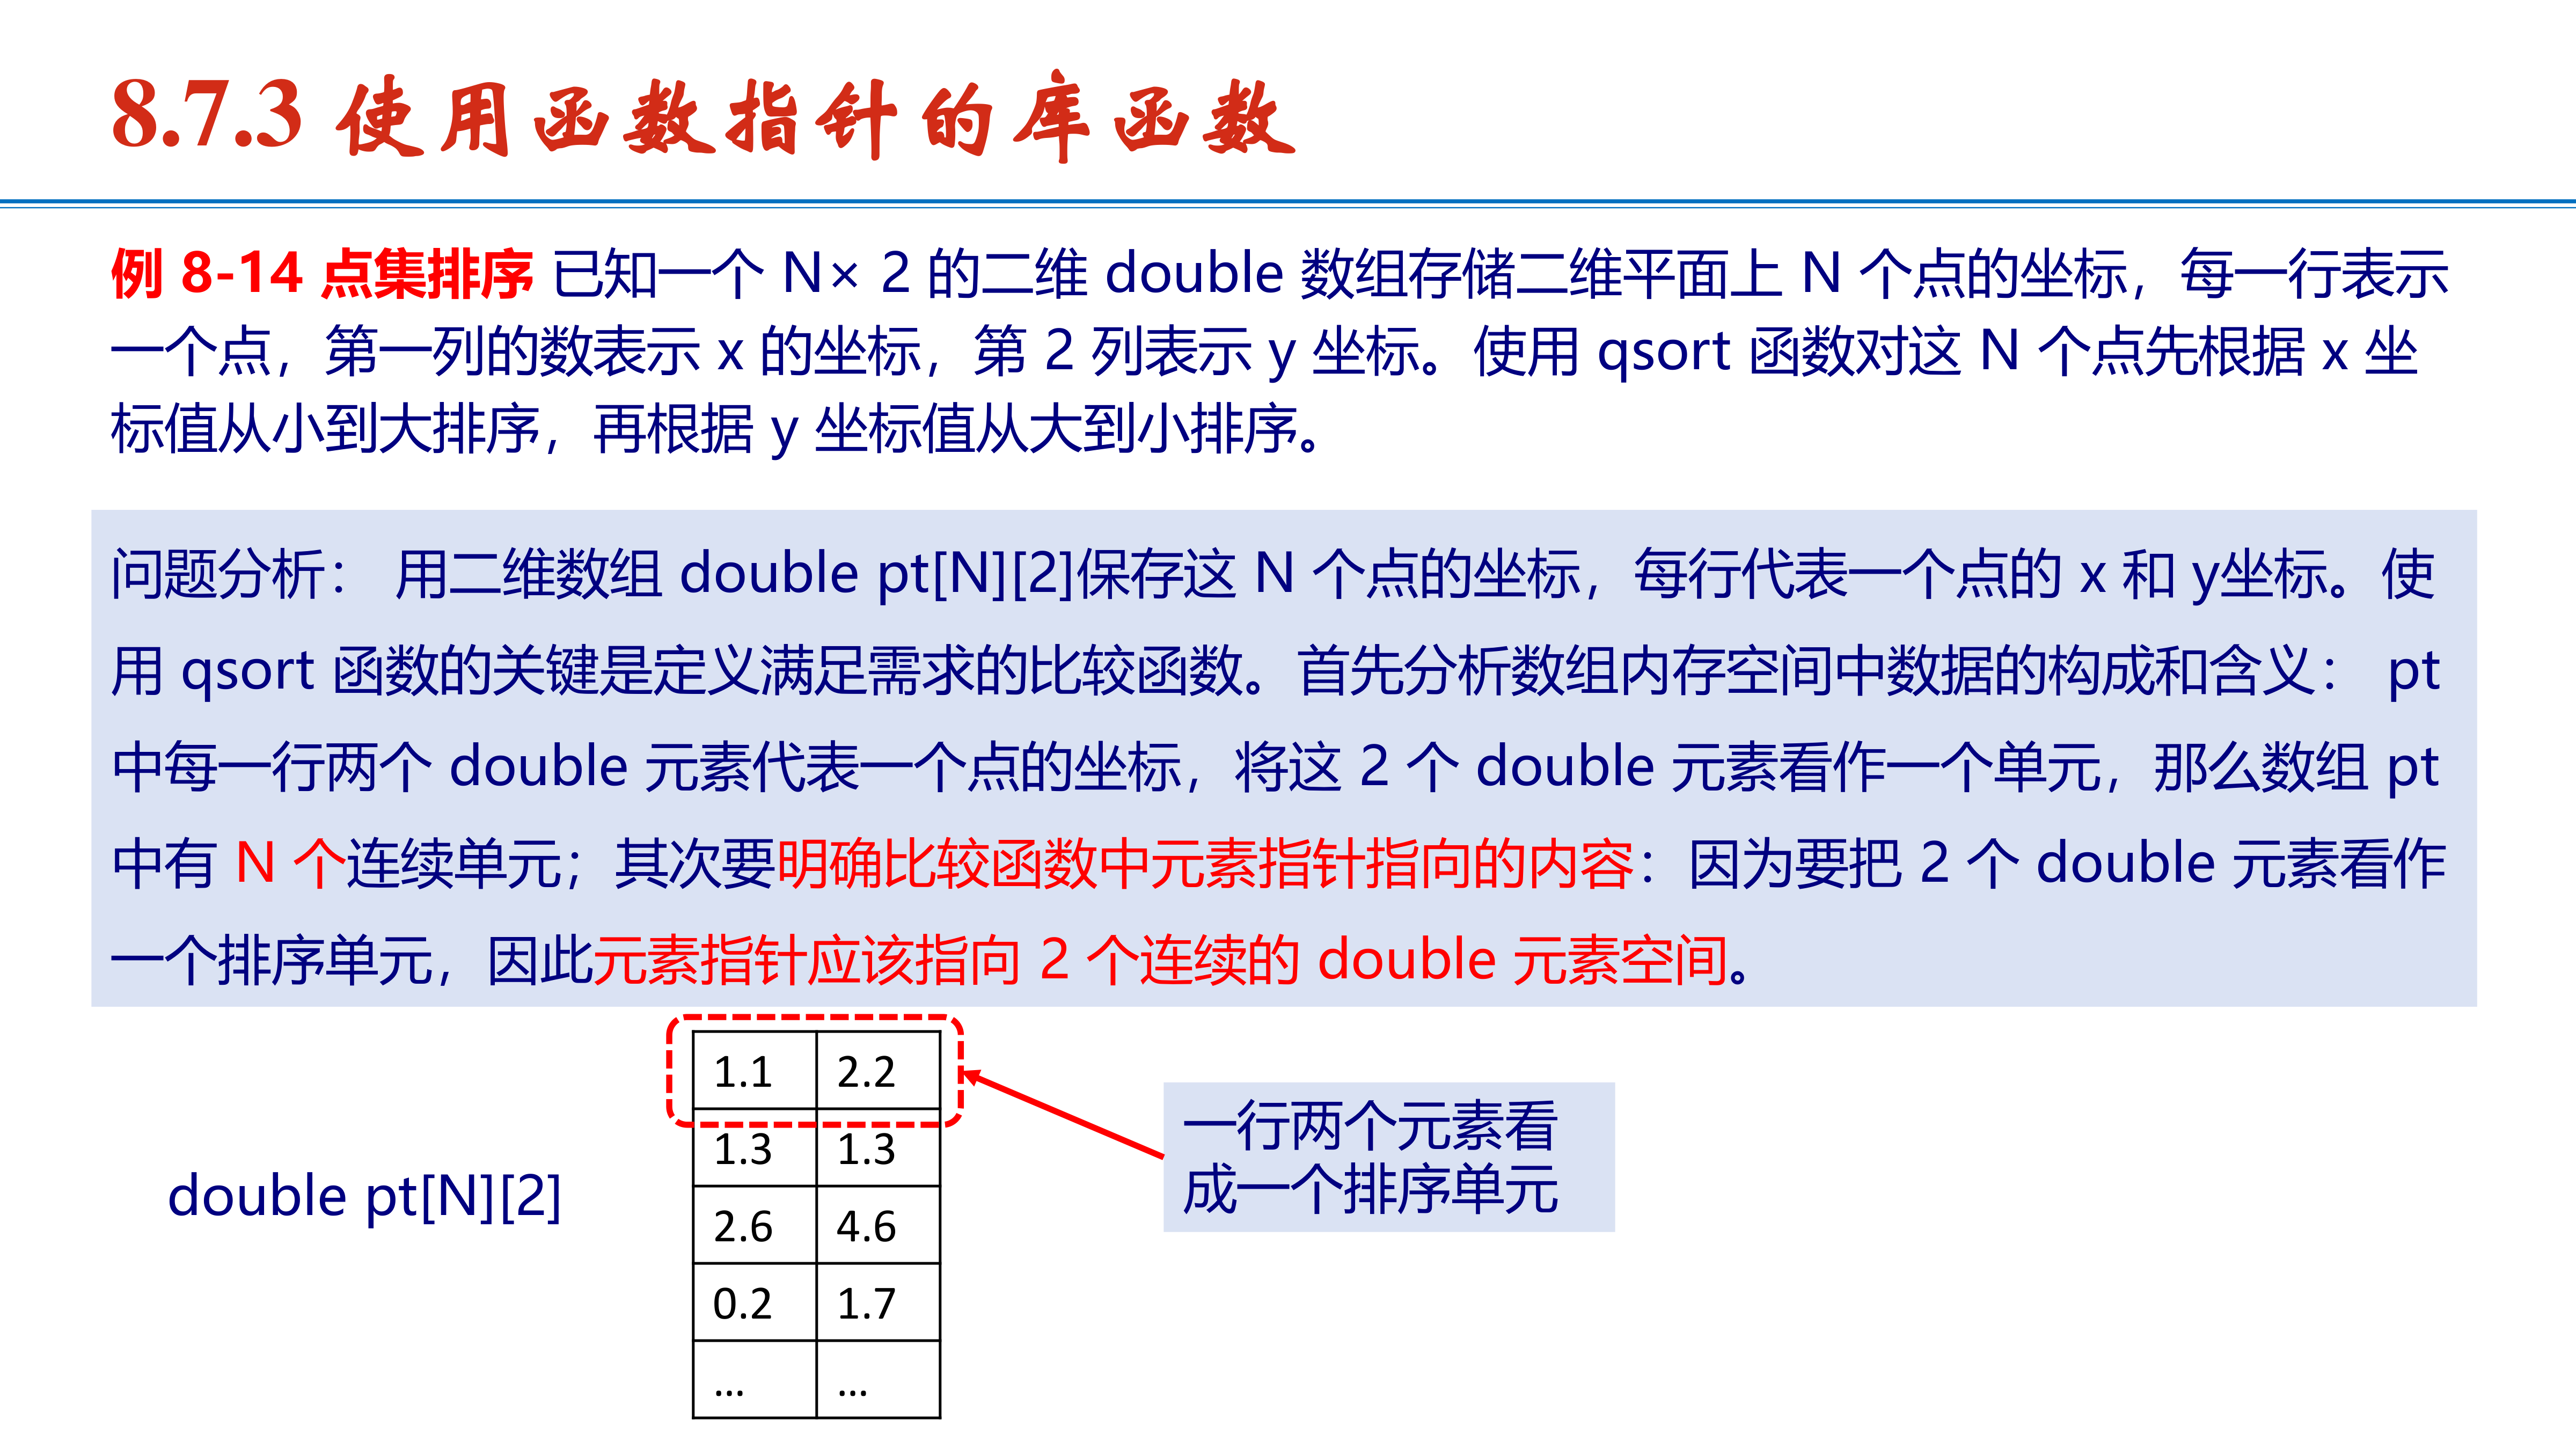 8.7.3 使用函数指针的库函数
例 8-14 点集排序 已知一个 N× 2 的二维 double 数组存储二维平面上 N 个点的坐标，每一行表示
一个点，第一列的数表示 x 的坐标，第 2 列表示 y 坐标。使用 qsort 函数对这 N 个点先根据 x 坐
标值从小到大排序，再根据 y 坐标值从大到小排序。
问题分析： 用二维数组 double pt[N][2]保存这 N 个点的坐标，每行代表一个点的 x 和 y坐标。使
用 qsort 函数的关键是定义满足需求的比较函数。首先分析数组内存空间中数据的构成和含义： pt
中每一行两个 double 元素代表一个点的坐标，将这 2 个 double 元素看作一个单元，那么数组 pt
中有 N 个连续单元；其次要明确比较函数中元素指针指向的内容：因为要把 2 个 double 元素看作
一个排序单元，因此元素指针应该指向 2 个连续的 double 元素空间。
double pt[N][2]
1.1 2.2
1.3 1.3
2.6 4.6
0.2 1.7
... ...
一行两个元素看
成一个排序单元